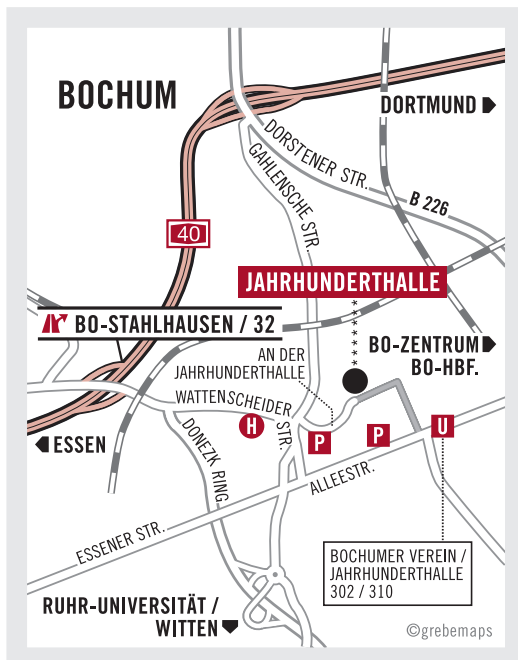 BOCHUM
DORTMUND
DORSTENER STR.
GAHLENSCHE STR.
B 226
40
JAHRHUNDERTHALLE
BO-STAHLHAUSEN / 32
BO-ZENTRUM
BO-HBF.
AN DER
JAHRHUNDERTHALLE
WATTENSCHEIDER
STR.
H
P
P
U
ESSEN
DONEZK RING
ALLEESTR.
ESSENER STR.
BOCHUMER VEREIN /
JAHRHUNDERTHALLE
302 / 310
RUHR-UNIVERSITÄT /
WITTEN
©grebemaps